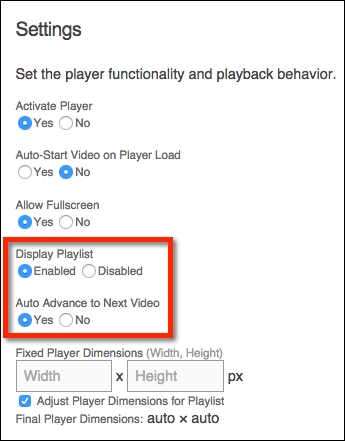 Settings
Set the player functionality and playback behavior.
Activate Player
Yes No
Auto-Start Video on Player Load
Yes No
Allow Fullscreen
Yes No
Display Playlist
Enabled Disabled
Auto Advance to Next Video
Yes No
Fixed Player Dimensions (Width, Height)
Width x Height px
Adjust Player Dimensions for Playlist
Final Player Dimensions: auto × auto